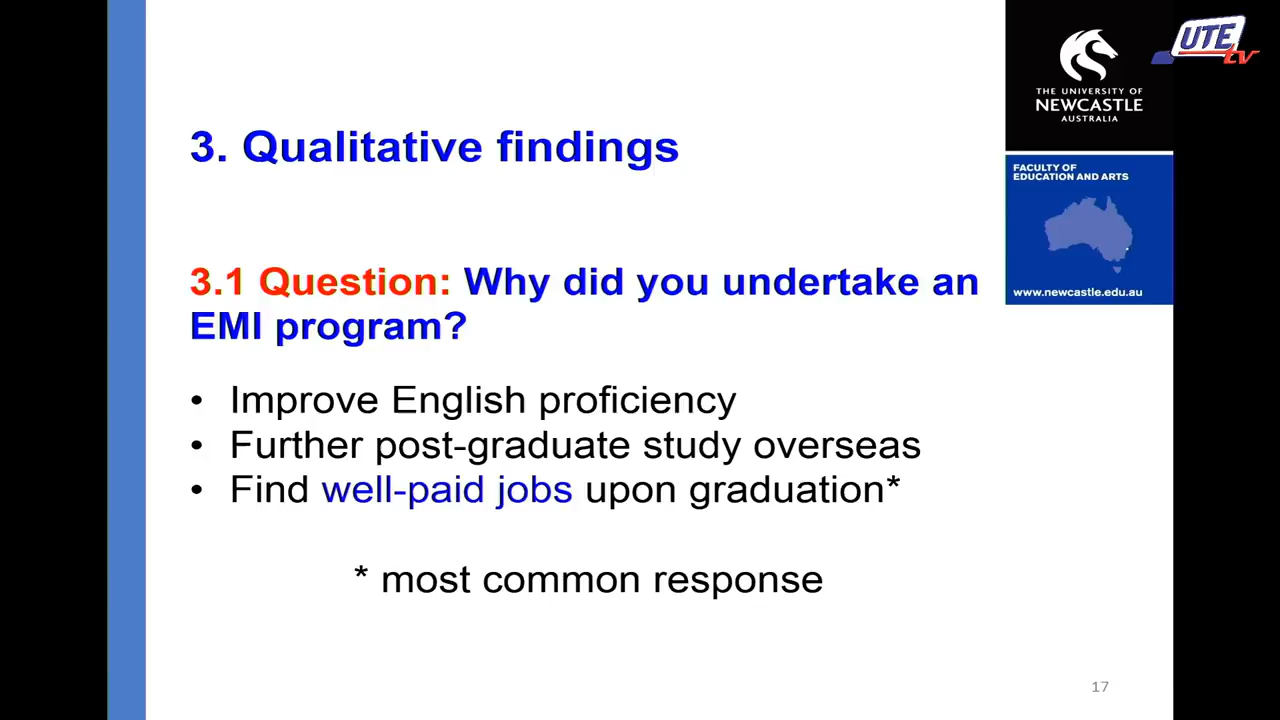 UTE
tv
THE UNIVERSITY OF
NEWCASTLE
AUSTRALIA
3. Qualitative findings
FACULTY OF
EDUCATION AND ARTS
www.newcastle.edu.au
3.1 Question: Why did you undertake an
EMI program?
• Improve English proficiency
• Further post-graduate study overseas
• Find well-paid jobs upon graduation*
* most common response
17